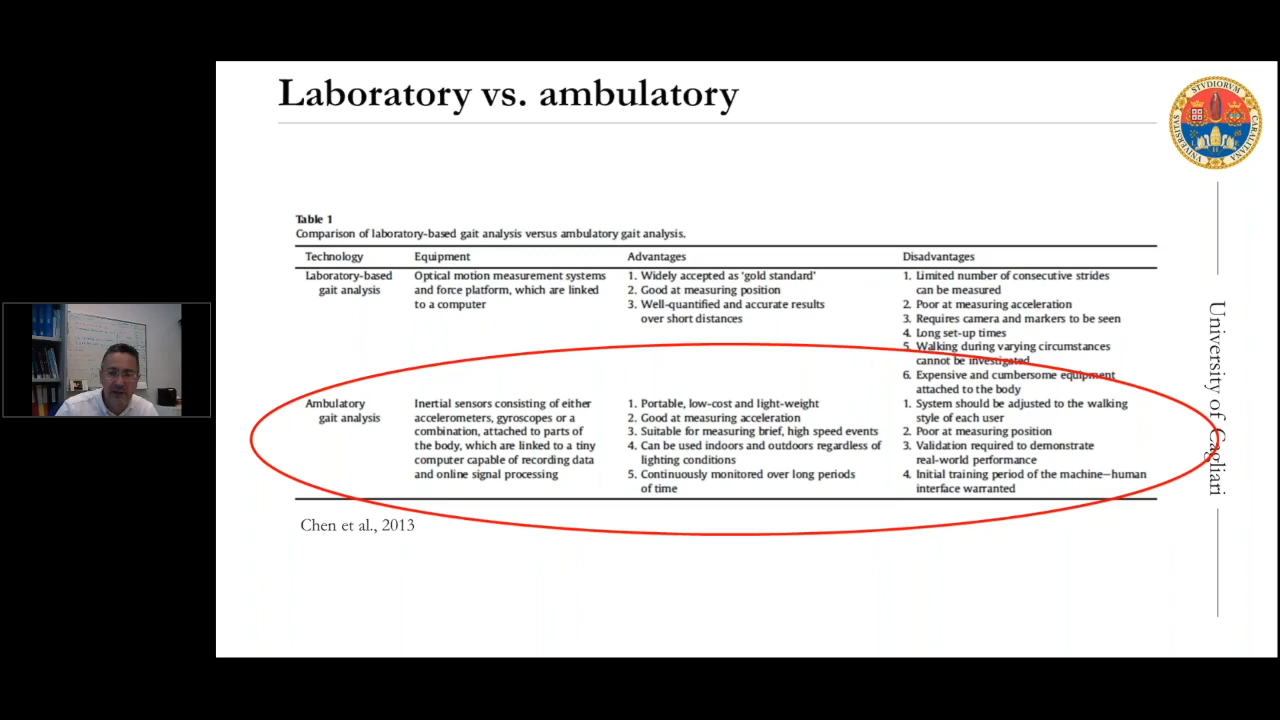 Laboratory vs. ambulatory
STVDIORVM
VNIVERSITAS
CARALITANA
Table 1
Comparison of laboratory-based gait analysis versus ambulatory gait analysis.
Technology Equipment Advantages Disadvantages
Laboratory-based Optical motion measurement systems 1. Widely accepted as 'gold standard' 1. Limited number of consecutive strides
gait analysis and force platform, which are linked 2. Good at measuring position can be measured
to a computer 3. Well-quantified and accurate results 2. Poor at measuring acceleration
over short distances 3. Requires camera and markers to be seen
4. Long set-up times
5. Walking during varying circumstances
cannot be investigated
6. Expensive and cumbersome equipment
attached to the body
Ambulatory Inertial sensors consisting of either 1. Portable, low-cost and light-weight 1. System should be adjusted to the walking
gait analysis accelerometers, gyroscopes or a 2. Good at measuring acceleration style of each user
combination, attached to parts of 3. Suitable for measuring brief, high speed events 2. Poor at measuring position
the body, which are linked to a tiny 4. Can be used indoors and outdoors regardless of 3. Validation required to demonstrate
computer capable of recording data lighting conditions real-world performance
and online signal processing 5. Continuously monitored over long periods 4. Initial training period of the machine—human
of time interface warranted
Chen et al., 2013
University of Cagliari